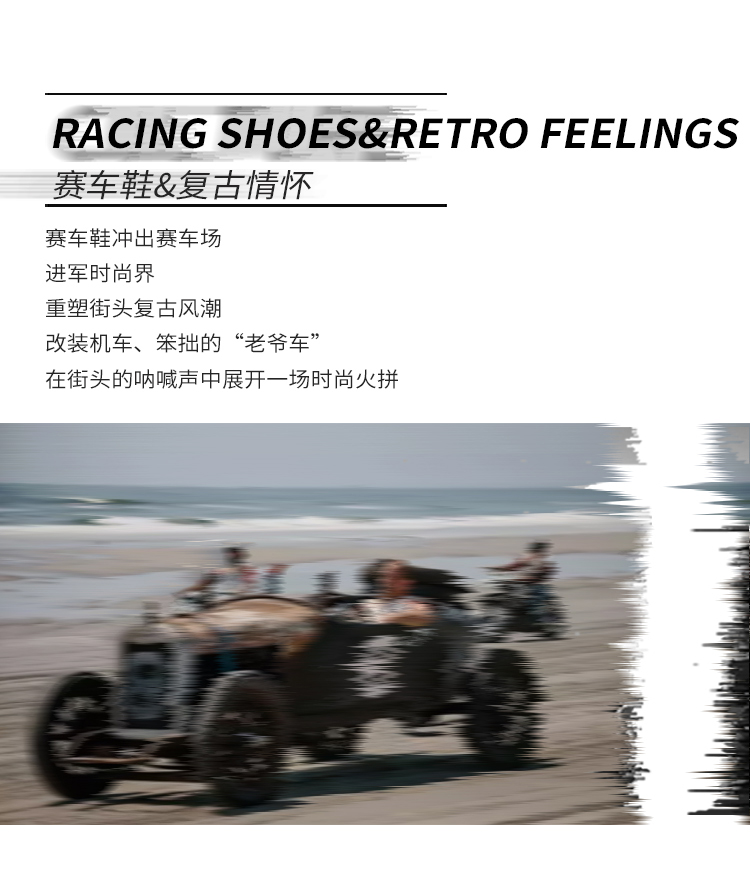 RACING SHOES&RETRO FEELINGS
赛车鞋&复古情怀
赛车鞋冲出赛车场
进军时尚界
重塑街头复古风潮
改装机车、笨拙的“老爷车”
在街头的呐喊声中展开一场时尚火拼